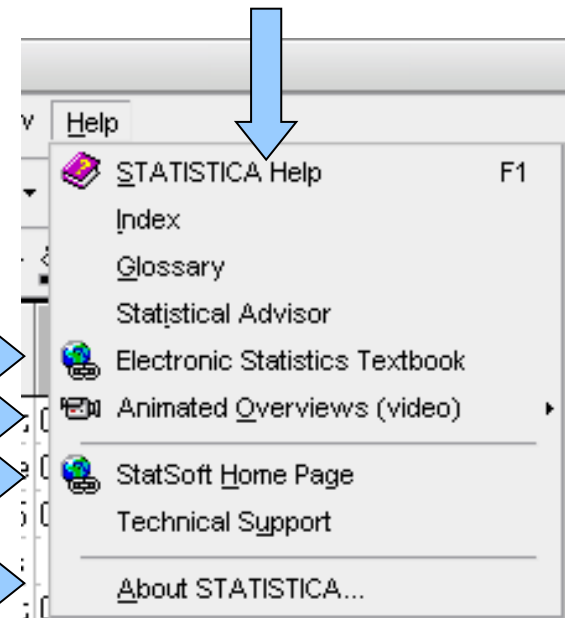 Help
STATISTICA Help F1
Index
Glossary
Statistical Advisor
Electronic Statistics Textbook
Animated Overviews (video)
StatSoft Home Page
Technical Support
About STATISTICA...